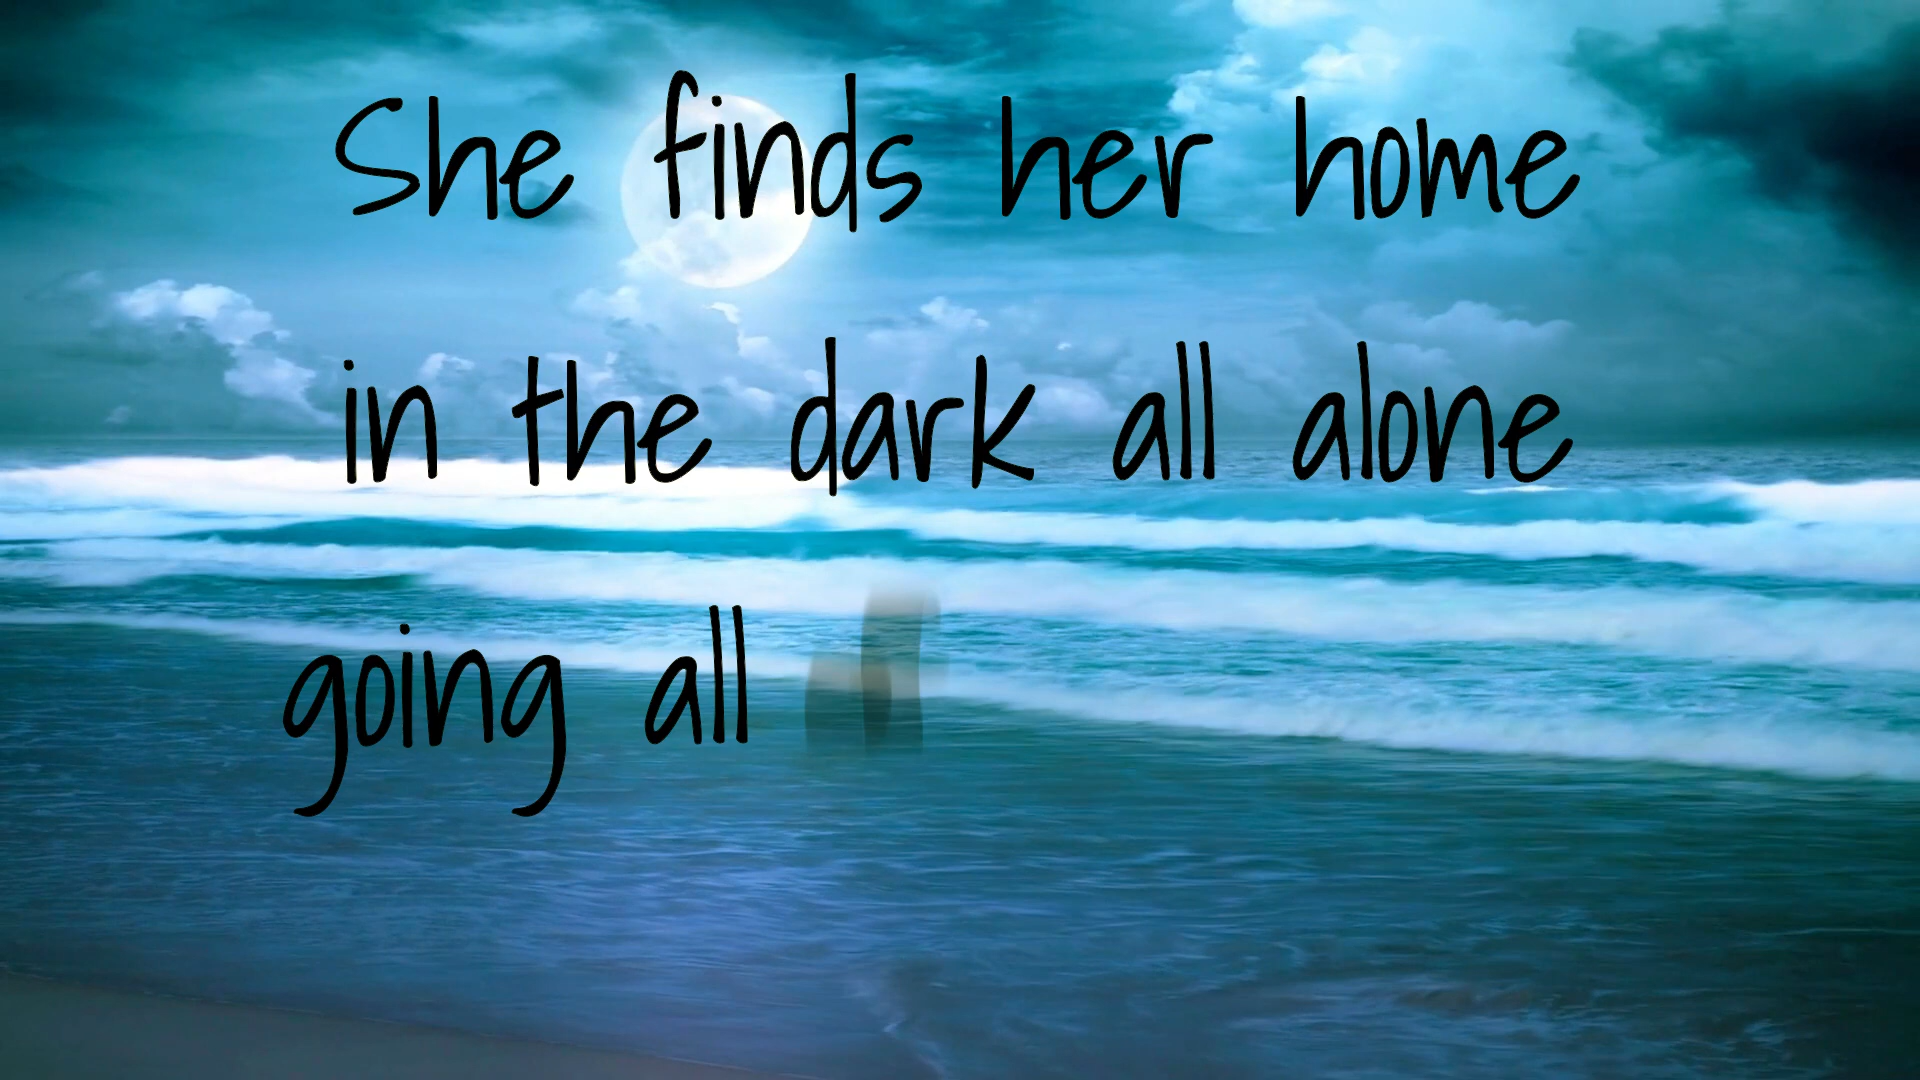 She finds her home
in the dark all alone
going all